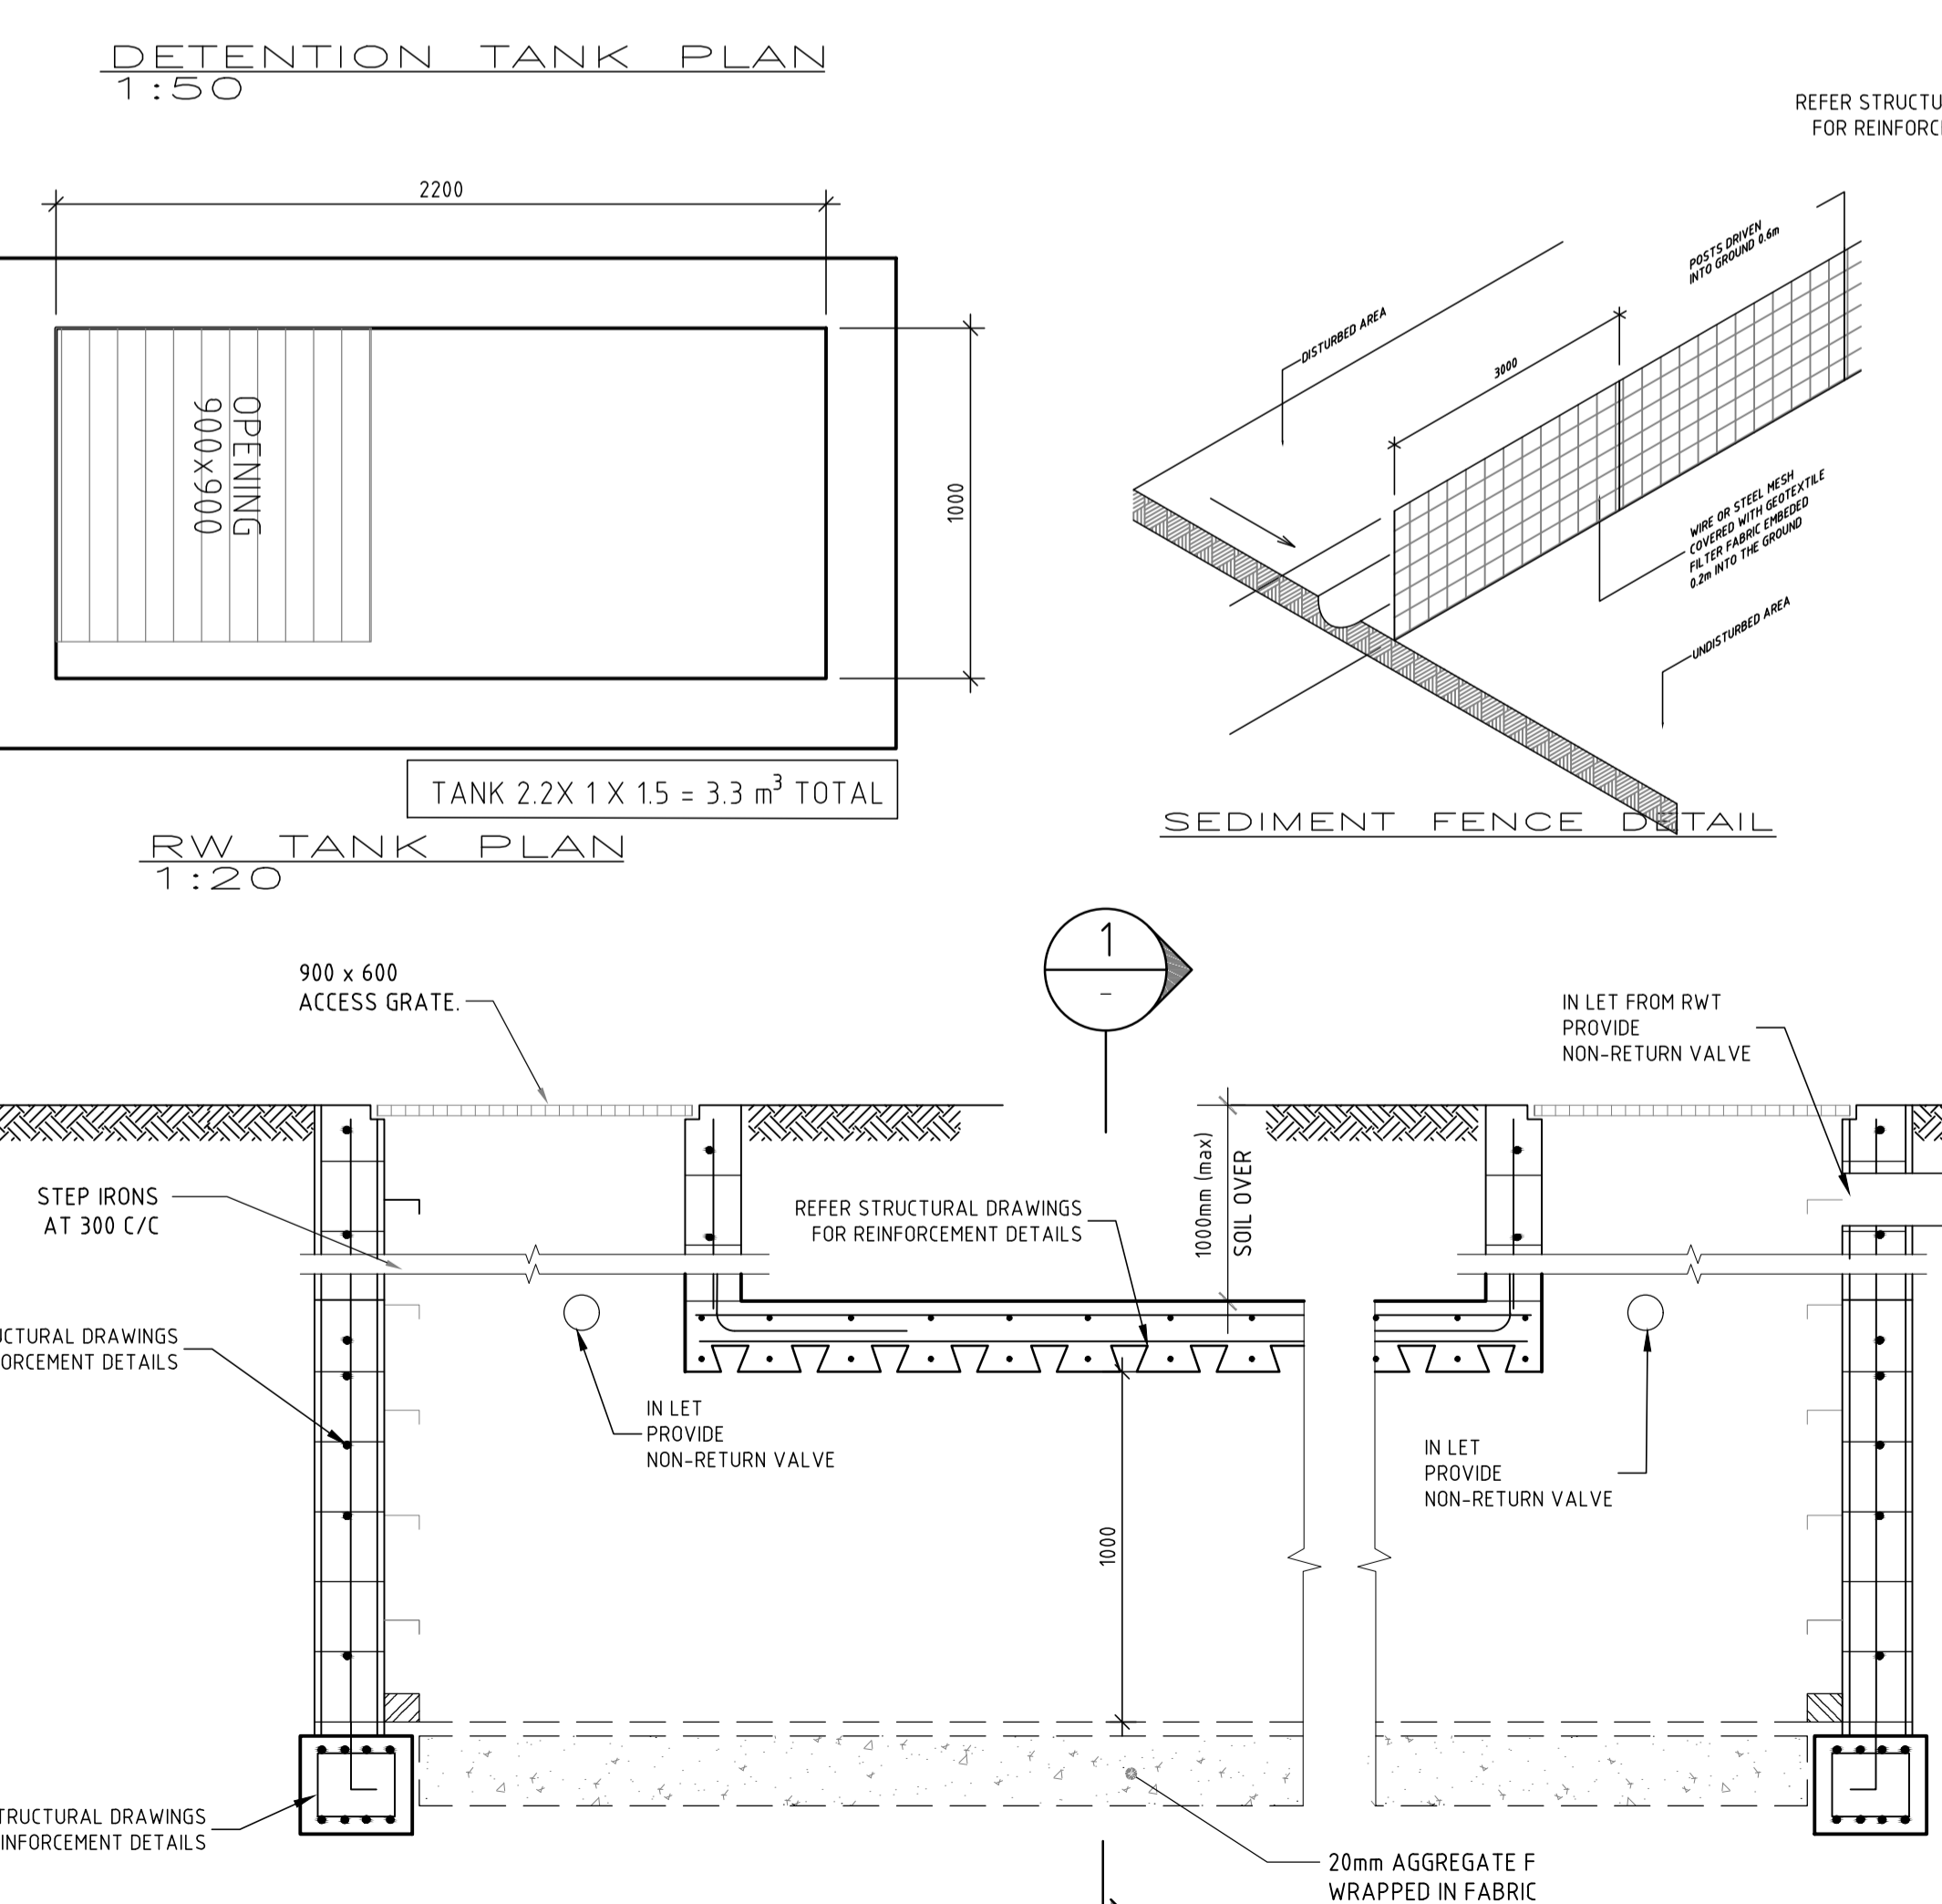 DETENTION TANK PLAN
1:50
REFER STRUCTU
FOR REINFORC
2200
OPENING
900x900
1000
TANK 2.2X 1 X 1.5 = 3.3 m³ TOTAL
RW TANK PLAN
1:20
POSTS DRIVEN
INTO GROUND 0.6m
DISTURBED AREA
3000
WIRE OR STEEL MESH
COVERED WITH GEOTEXTILE
FILTER FABRIC EMBEDED
0.2m INTO THE GROUND
UNDISTURBED AREA
SEDIMENT FENCE DETAIL
1
-
900 x 600
ACCESS GRATE.
IN LET FROM RWT
PROVIDE
NON-RETURN VALVE
STEP IRONS
AT 300 C/C
REFER STRUCTURAL DRAWINGS
FOR REINFORCEMENT DETAILS
1000mm (max)
SOIL OVER
UCTURAL DRAWINGS
FORCEMENT DETAILS
IN LET
PROVIDE
NON-RETURN VALVE
IN LET
PROVIDE
NON-RETURN VALVE
1000
TRUCTURAL DRAWINGS
INFORCEMENT DETAILS
20mm AGGREGATE F
WRAPPED IN FABRIC